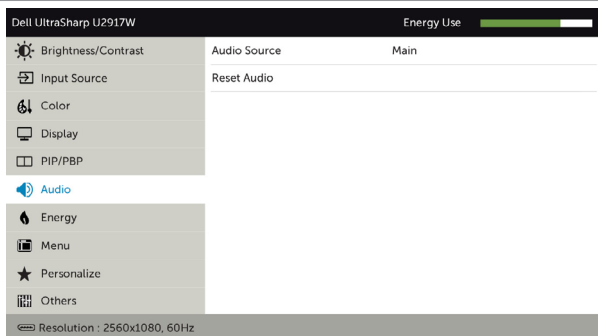 Dell UltraSharp U2917W Energy Use
Brightness/Contrast Audio Source Main
Input Source Reset Audio
Color
Display
PIP/PBP
Audio
Energy
Menu
Personalize
Others
Resolution : 2560x1080, 60Hz